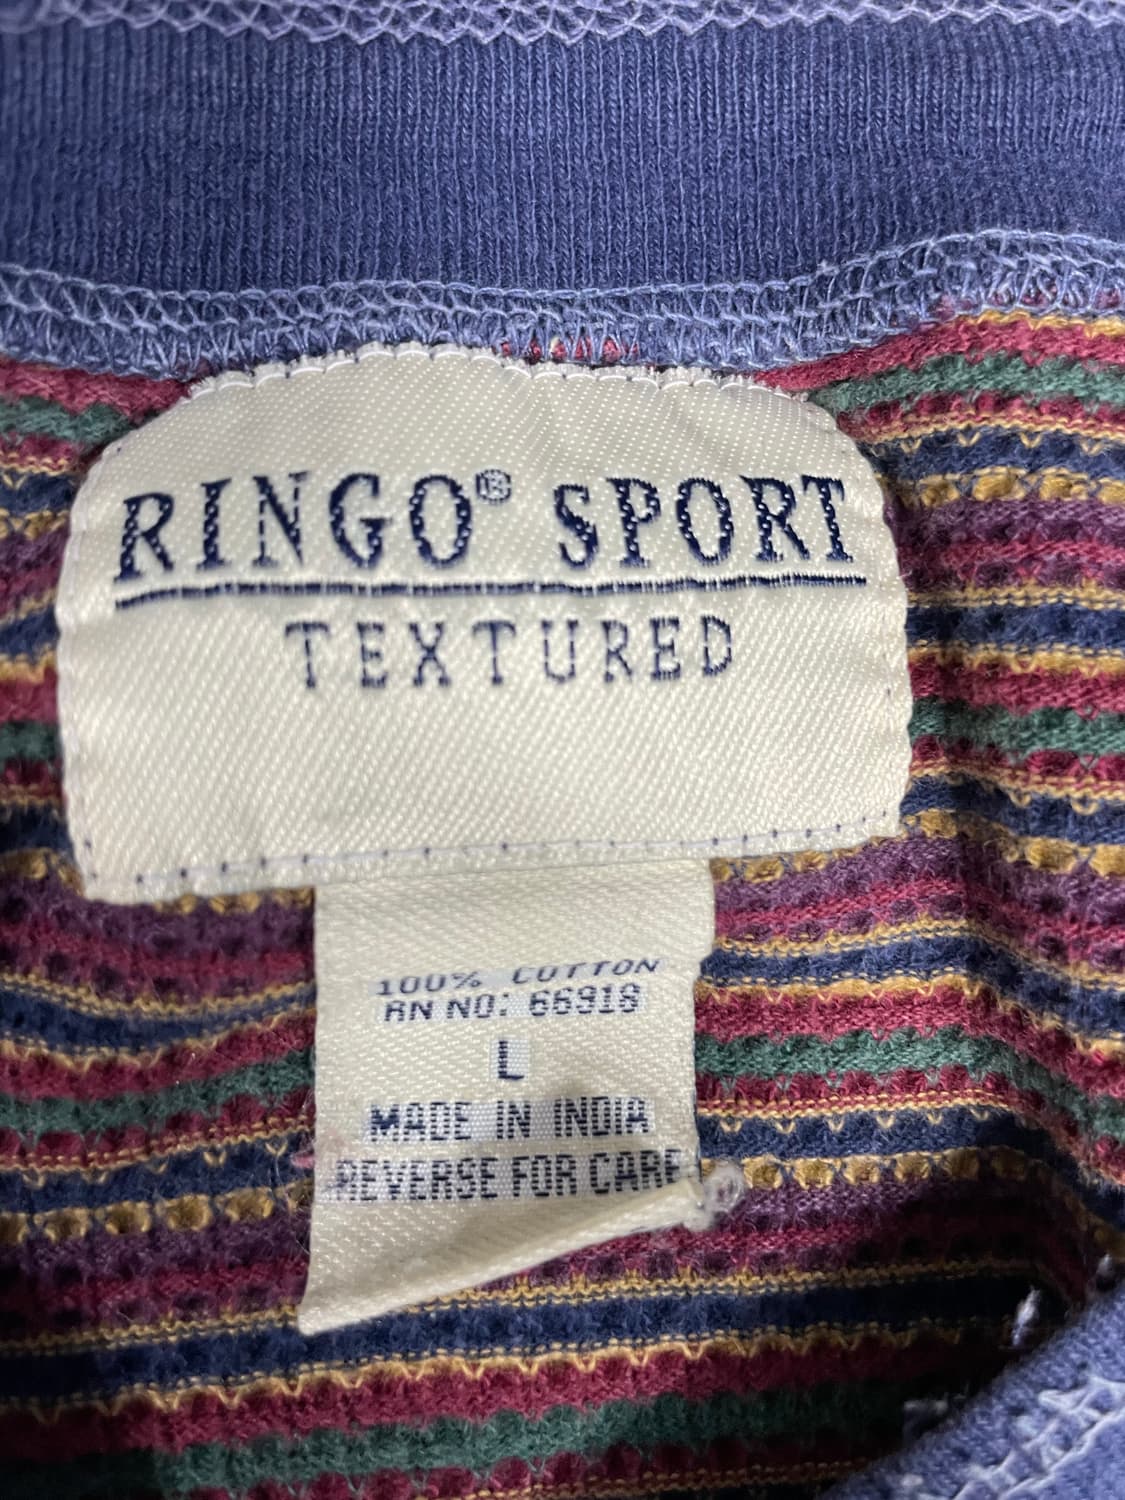 RINGO® SPORT
TEXTURED
100% COTTON
RN NO: 66918
L
MADE IN INDIA
REVERSE FOR CARE